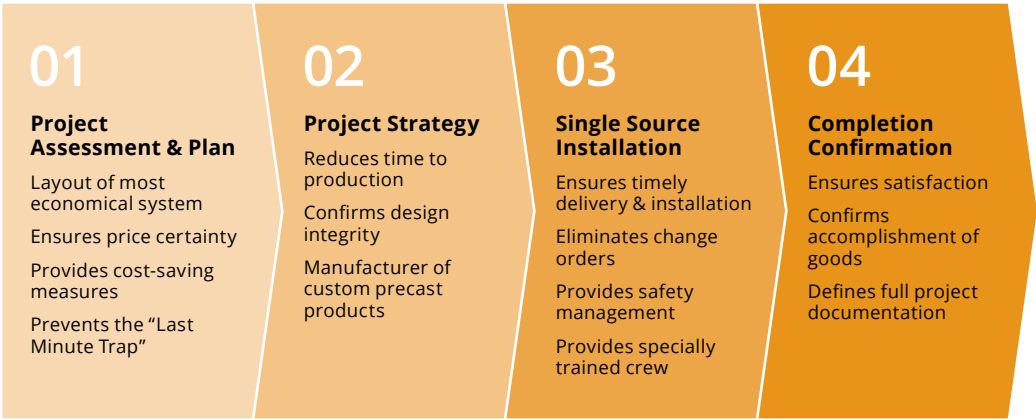 01
Project
Assessment & Plan
Layout of most
economical system
Ensures price certainty
Provides cost-saving
measures
Prevents the “Last
Minute Trap”
02
Project Strategy
Reduces time to
production
Confirms design
integrity
Manufacturer of
custom precast
products
03
Single Source
Installation
Ensures timely
delivery & installation
Eliminates change
orders
Provides safety
management
Provides specially
trained crew
04
Completion
Confirmation
Ensures satisfaction
Confirms
accomplishment of
goods
Defines full project
documentation